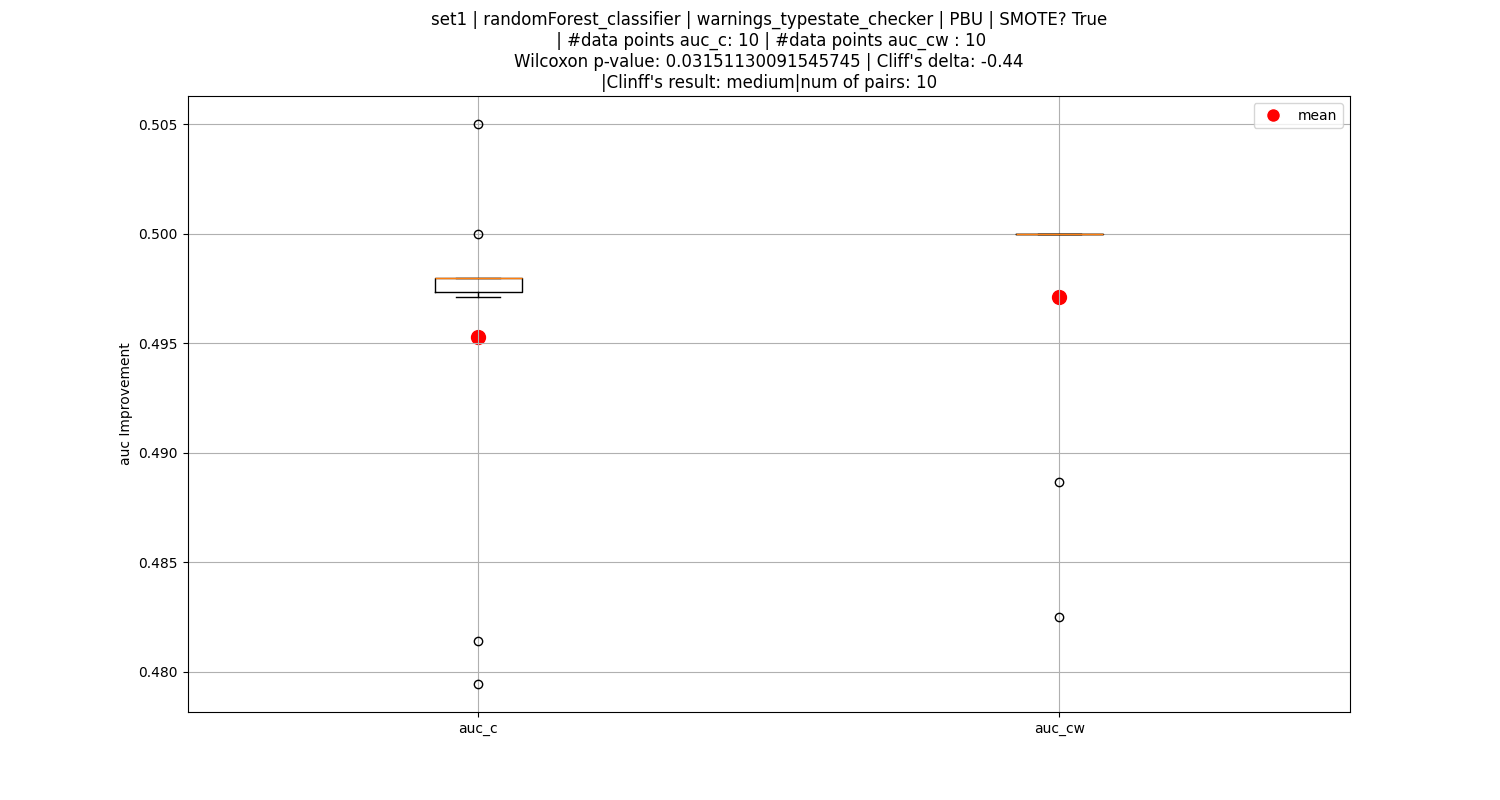 set1 | randomForest_classifier | warnings_typestate_checker | PBU | SMOTE? True
| #data points auc_c: 10 | #data points auc_cw : 10
Wilcoxon p-value: 0.03151130091545745 | Cliff's delta: -0.44
|Clinff's result: medium|num of pairs: 10
mean
0.505
0.500
0.495
0.490
0.485
0.480
auc Improvement
auc_c
auc_cw